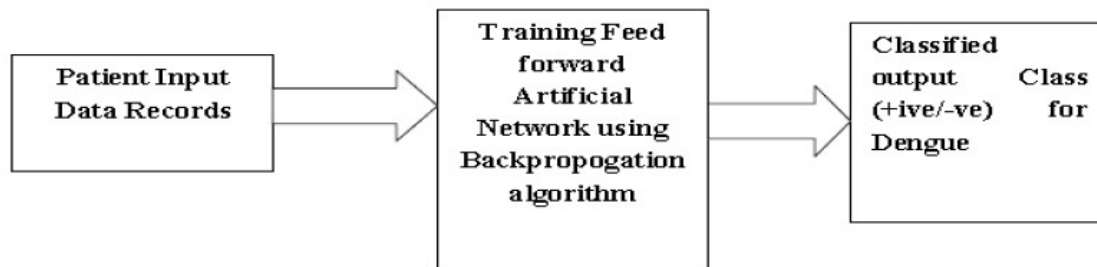 Patient Input
Data Records
Training Feed
forward
Artificial
Network using
Backpropogation
algorithm
Classified
output Class
(+ive/-ve) for
Dengue